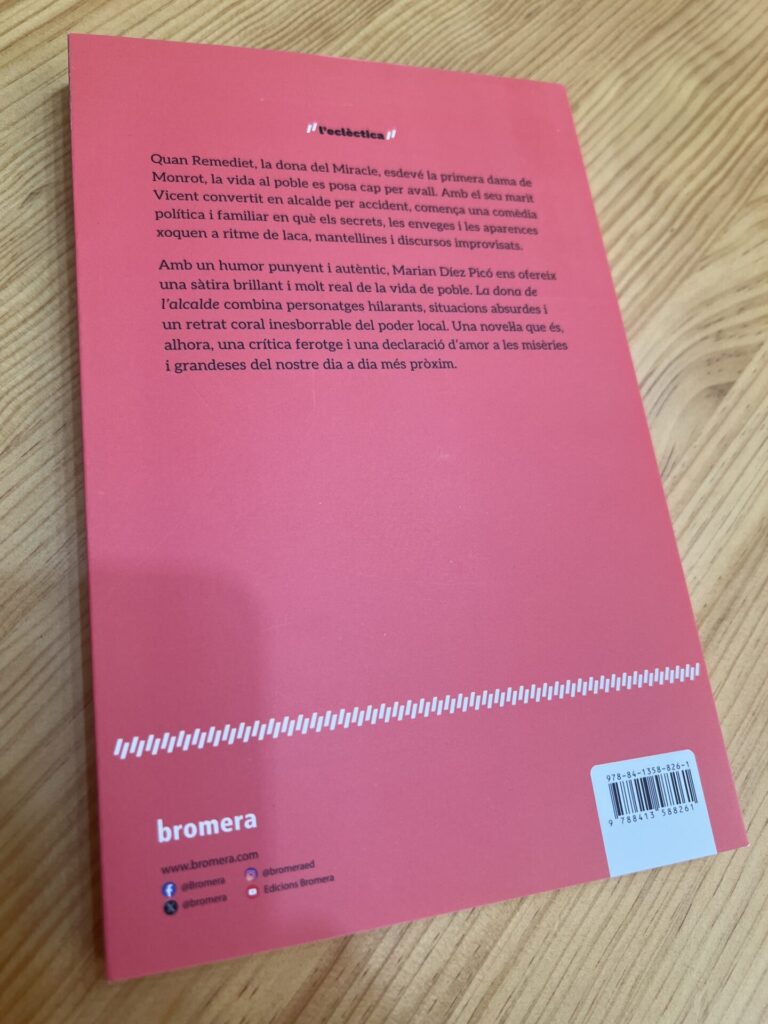 l'eclèctica
Quan Remediet, la dona del Miracle, esdevé la primera dama de
Monrot, la vida al poble es posa cap per avall. Amb el seu marit
Vicent convertit en alcalde per accident, comença una comèdia
política i familiar en què els secrets, les enveges i les aparences
xoquen a ritme de laca, mantellines i discursos improvisats.
Amb un humor punyent i autèntic, Marian Díez Picó ens ofereix
una sàtira brillant i molt real de la vida de poble. La dona de
l'alcalde combina personatges hilarants, situacions absurdes i
un retrat coral inesborrable del poder local. Una novel·la que és,
alhora, una crítica ferotge i una declaració d'amor a les misèries
i grandeses del nostre dia a dia més pròxim.
978-84-1358-826-1
9 788413 588261
bromera
www.bromera.com
@Bromera @bromeraed
@bromera Edicions Bromera